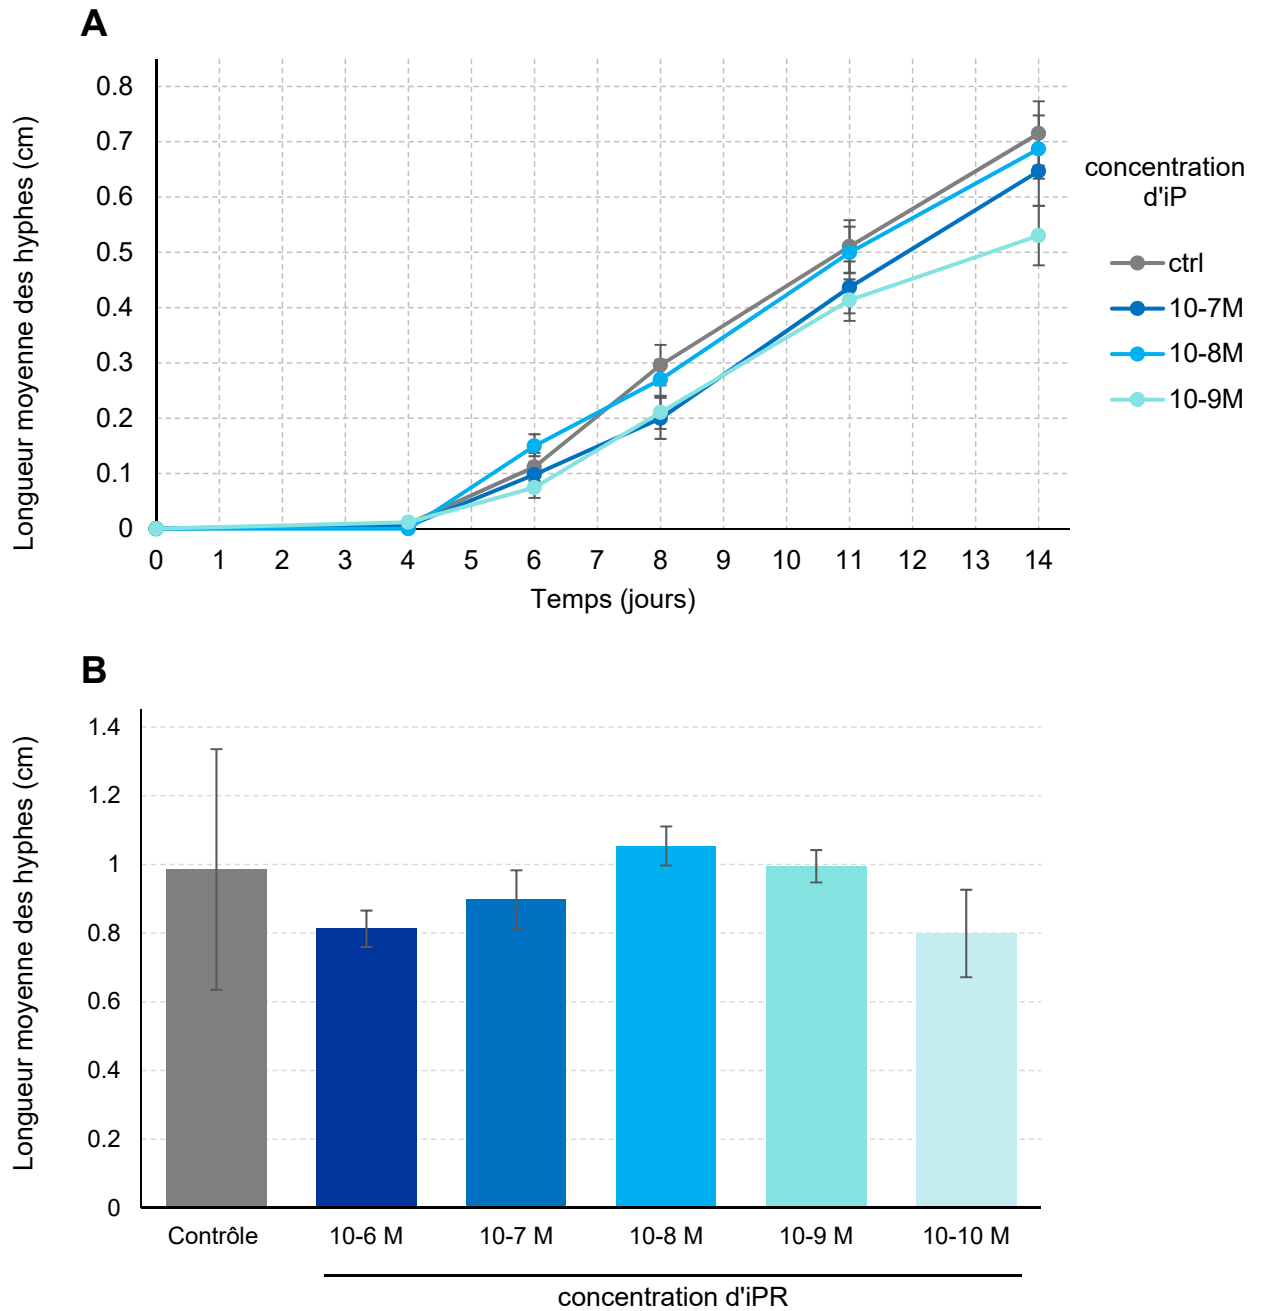 A
Longueur moyenne des hyphes (cm)
0.8
0.7
0.6
0.5
0.4
0.3
0.2
0.1
0
0 1 2 3 4 5 6 7 8 9 10 11 12 13 14
Temps (jours)
concentration
d'iP
ctrl
10-7M
10-8M
10-9M
B
Longueur moyenne des hyphes (cm)
1.4
1.2
1
0.8
0.6
0.4
0.2
0
Contrôle 10-6 M 10-7 M 10-8 M 10-9 M 10-10 M
concentration d'iPR